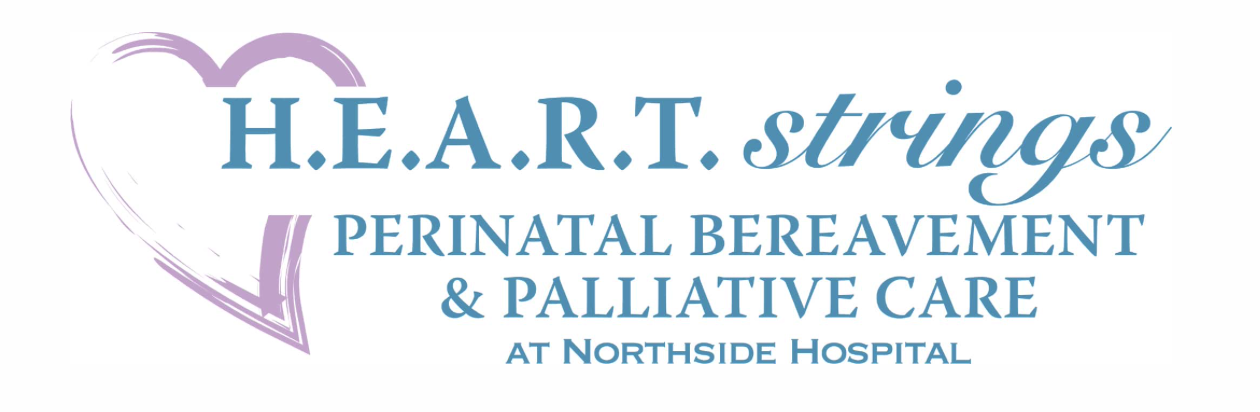 H.E.A.R.T. strings
PERINATAL BEREAVEMENT
& PALLIATIVE CARE
AT NORTHSIDE HOSPITAL